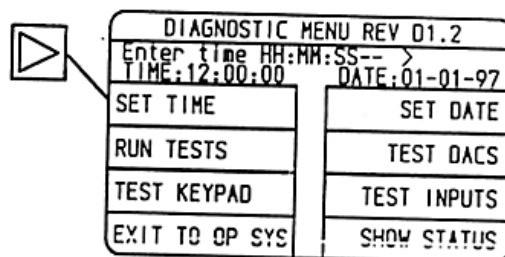 DIAGNOSTIC MENU REV D1.2
Enter time HH:MM:SS-- >
TIME:12:00:00 DATE:01-01-97
SET TIME SET DATE
RUN TESTS TEST DACS
TEST KEYPAD TEST INPUTS
EXIT TO OP SYS SHOW STATUS